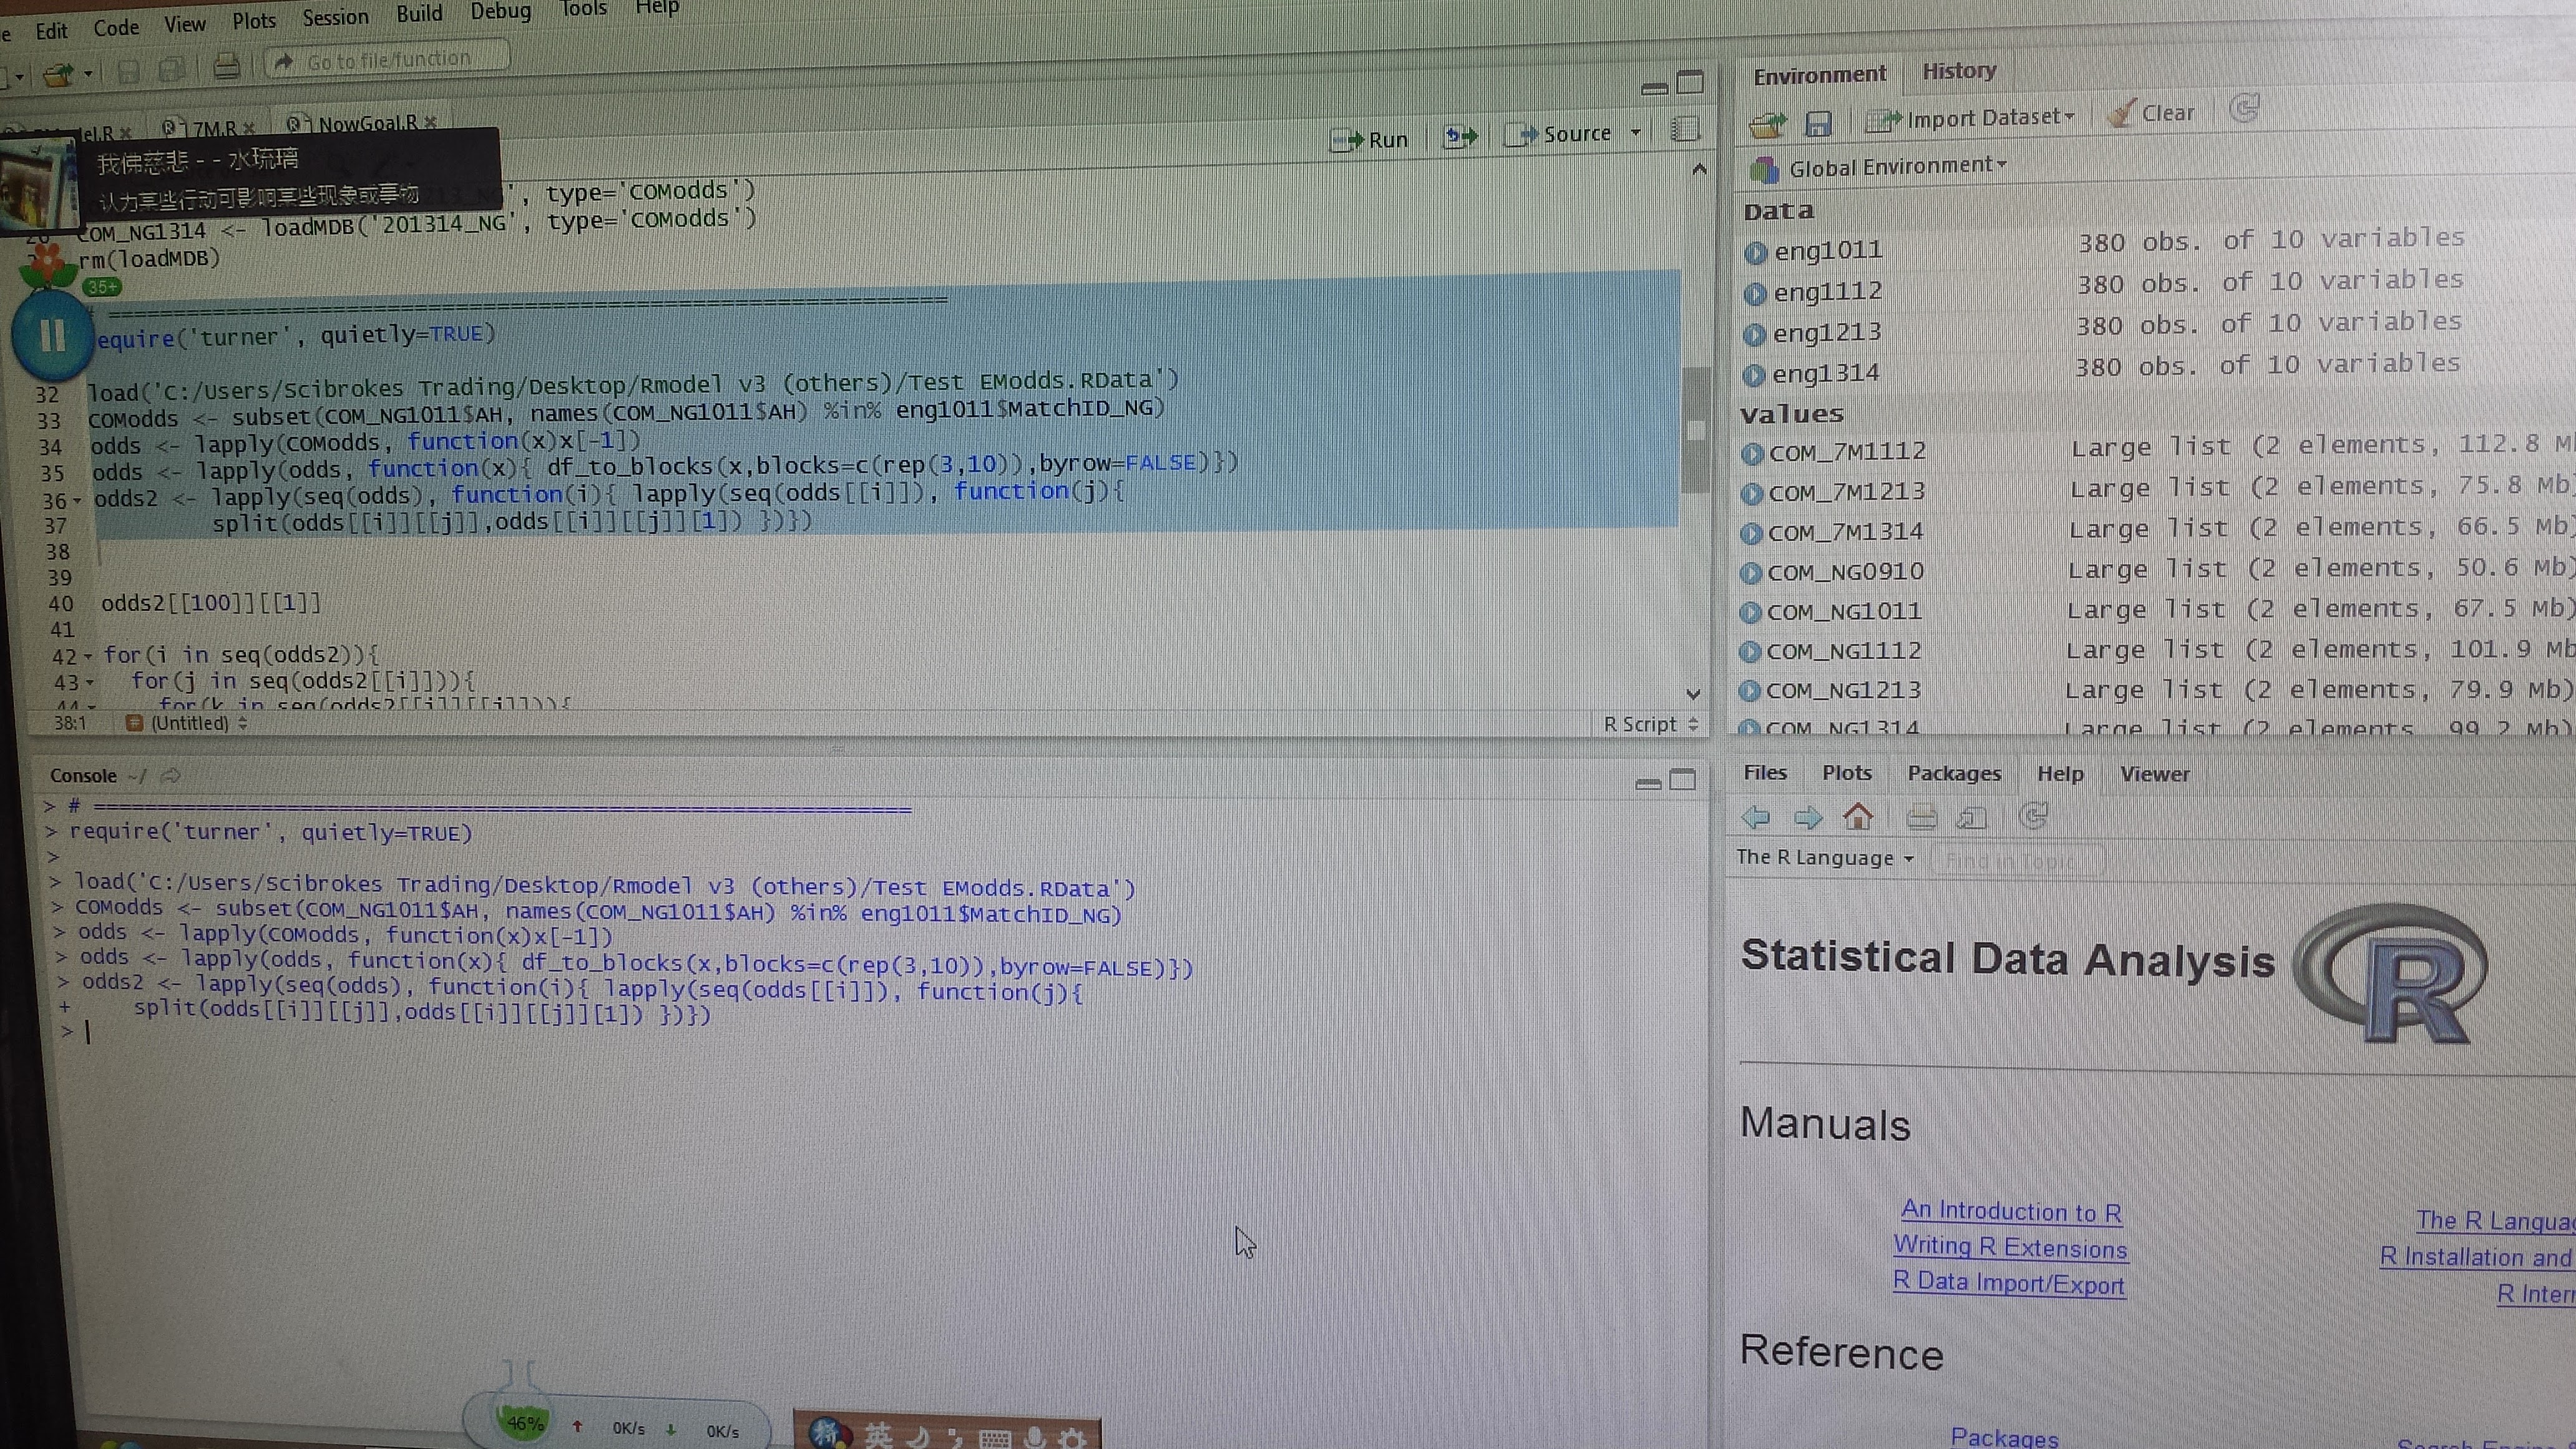 Edit Code View Plots Session Build Debug Tools Help
Go to file/function
7M.R
NowGoal.R
Run
Source
我佛慈悲 - - 水琉璃
认为某些行动可影响某些现象或事物
', type='COModds')
COM_NG1314 <- loadMDB('201314_NG', type='COModds')
rm(loadMDB)
35+
equire('turner', quietly=TRUE)
32 load('C:/Users/Scibrokes Trading/Desktop/Rmodel v3 (others)/Test EModds.RData')
33 COModds <- subset(COM_NG1011$AH, names(COM_NG1011$AH) %in% eng1011$MatchID_NG)
34 odds <- lapply(COModds, function(x)x[-1])
35 odds <- lapply(odds, function(x){ df_to_blocks(x,blocks=c(rep(3,10)),byrow=FALSE)})
36 odds2 <- lapply(seq(odds), function(i){ lapply(seq(odds[[i]]), function(j){
37 split(odds[[i]][[j]],odds[[i]][[j]][1]) })})
38
39
40 odds2[[100]][[1]]
41
42 for(i in seq(odds2)){
43 for(j in seq(odds2[[i]])){
44 for(k in seq(odds2[[i]][[j]])){
38:1 (Untitled) R Script
Console ~/
> # ==================================================================
> require('turner', quietly=TRUE)
>
> load('C:/Users/Scibrokes Trading/Desktop/Rmodel v3 (others)/Test EModds.RData')
> COModds <- subset(COM_NG1011$AH, names(COM_NG1011$AH) %in% eng1011$MatchID_NG)
> odds <- lapply(COModds, function(x)x[-1])
> odds <- lapply(odds, function(x){ df_to_blocks(x,blocks=c(rep(3,10)),byrow=FALSE)})
> odds2 <- lapply(seq(odds), function(i){ lapply(seq(odds[[i]]), function(j){
+ split(odds[[i]][[j]],odds[[i]][[j]][1]) })})
>
46% 0K/s 0K/s
英
Environment History
Import Dataset Clear
Global Environment
Data
eng1011 380 obs. of 10 variables
eng1112 380 obs. of 10 variables
eng1213 380 obs. of 10 variables
eng1314 380 obs. of 10 variables
Values
COM_7M1112 Large list (2 elements, 112.8 M
COM_7M1213 Large list (2 elements, 75.8 Mb)
COM_7M1314 Large list (2 elements, 66.5 Mb)
COM_NG0910 Large list (2 elements, 50.6 Mb)
COM_NG1011 Large list (2 elements, 67.5 Mb)
COM_NG1112 Large list (2 elements, 101.9 Mb
COM_NG1213 Large list (2 elements, 79.9 Mb)
COM_NG1314 Large list (2 elements, 99.2 Mb)
Files Plots Packages Help Viewer
The R Language Find in Topic
Statistical Data Analysis R
Manuals
An Introduction to R
The R Langua
Writing R Extensions
R Installation and
R Data Import/Export
R Inter
Reference
Packages